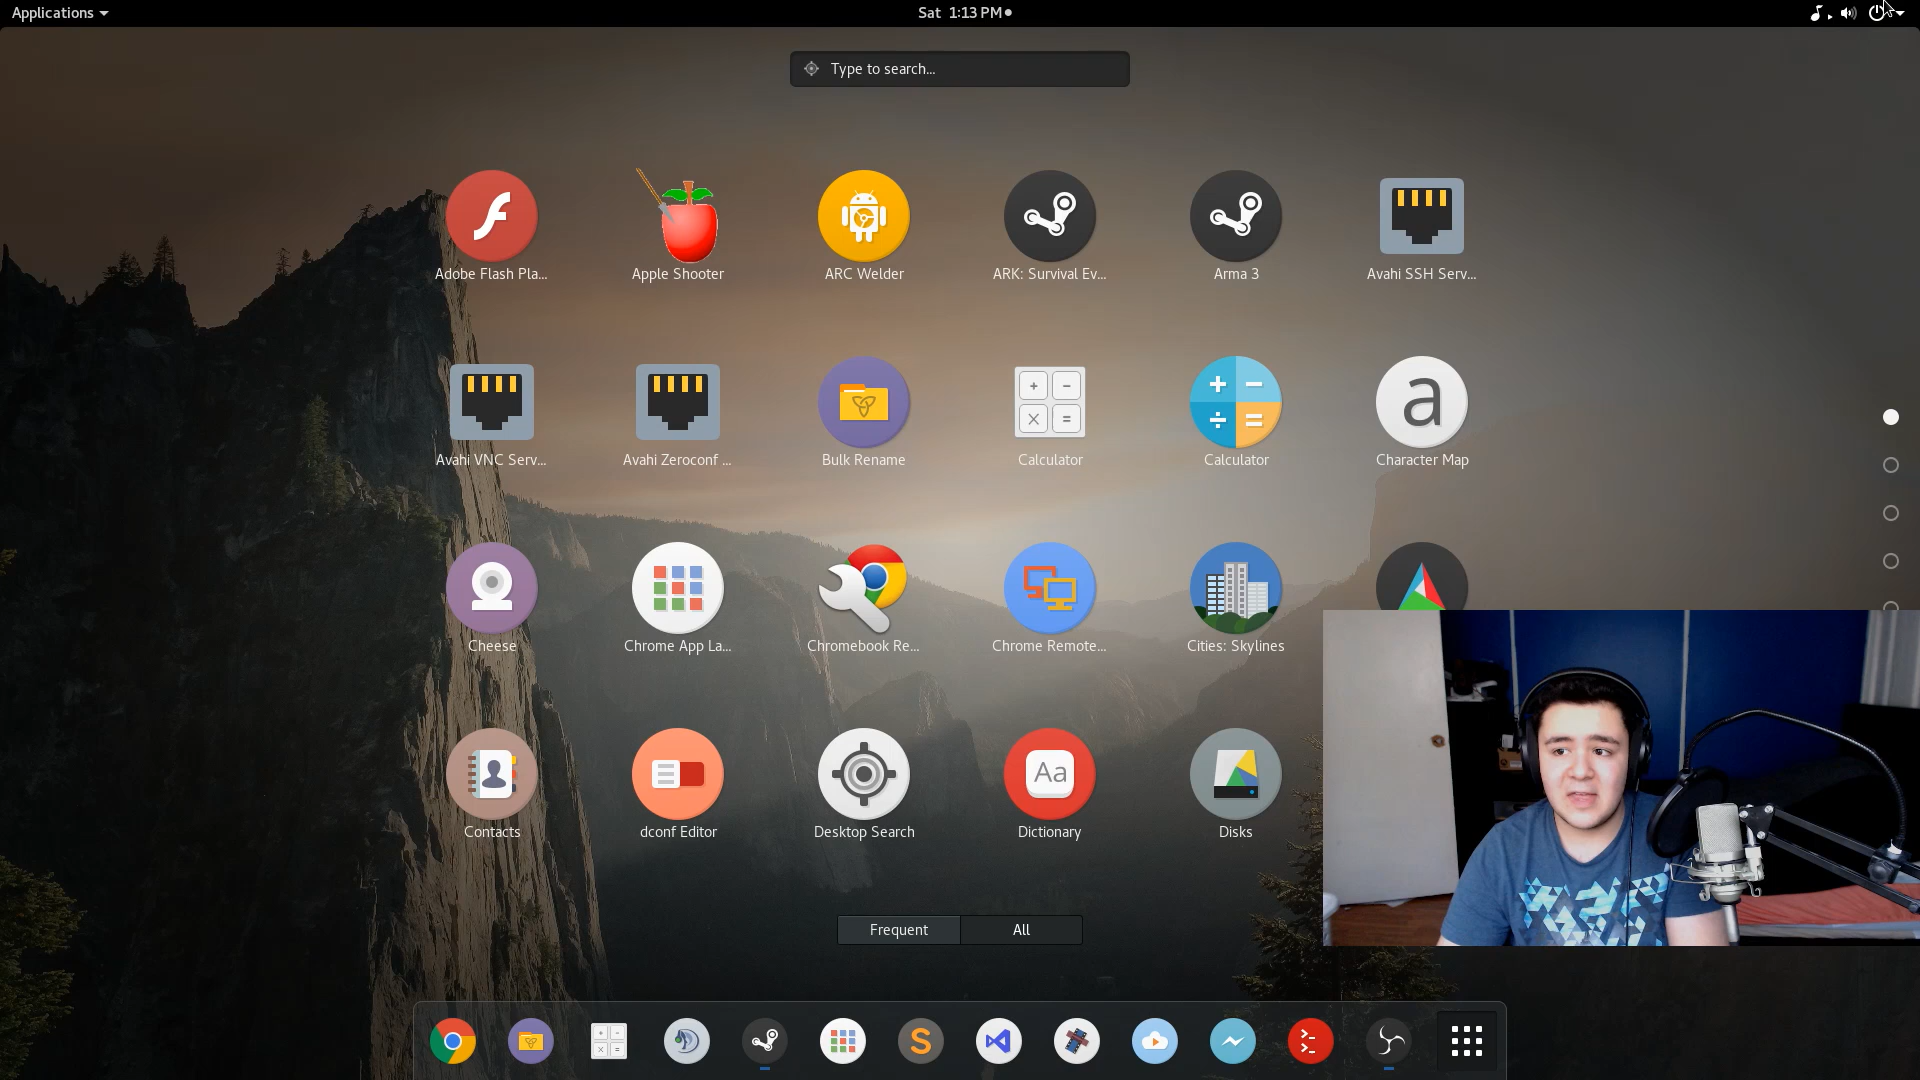 Applications
Sat 1:13 PM
Type to search...
Adobe Flash Pla...
Apple Shooter
ARC Welder
ARK: Survival Ev...
Arma 3
Avahi SSH Serv...
Avahi VNC Serv...
Avahi Zeroconf ...
Bulk Rename
Calculator
Calculator
a
Character Map
Cheese
Chrome App La...
Chromebook Re...
Chrome Remote...
Cities: Skylines
Contacts
dconf Editor
Desktop Search
Aa
Dictionary
Disks
Frequent
All
S